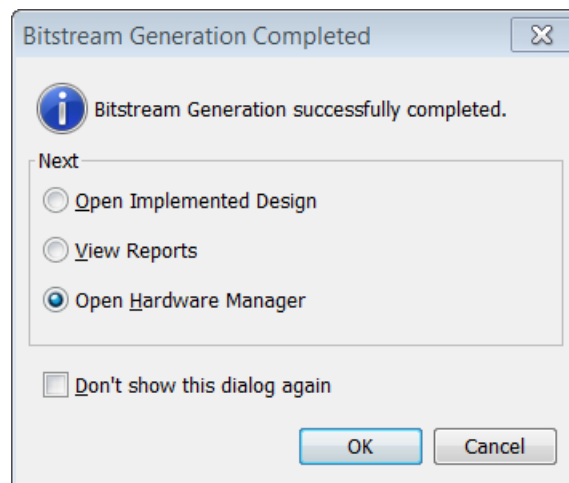 Bitstream Generation Completed
Bitstream Generation successfully completed.
Next
Open Implemented Design
View Reports
Open Hardware Manager
Don't show this dialog again
OK
Cancel